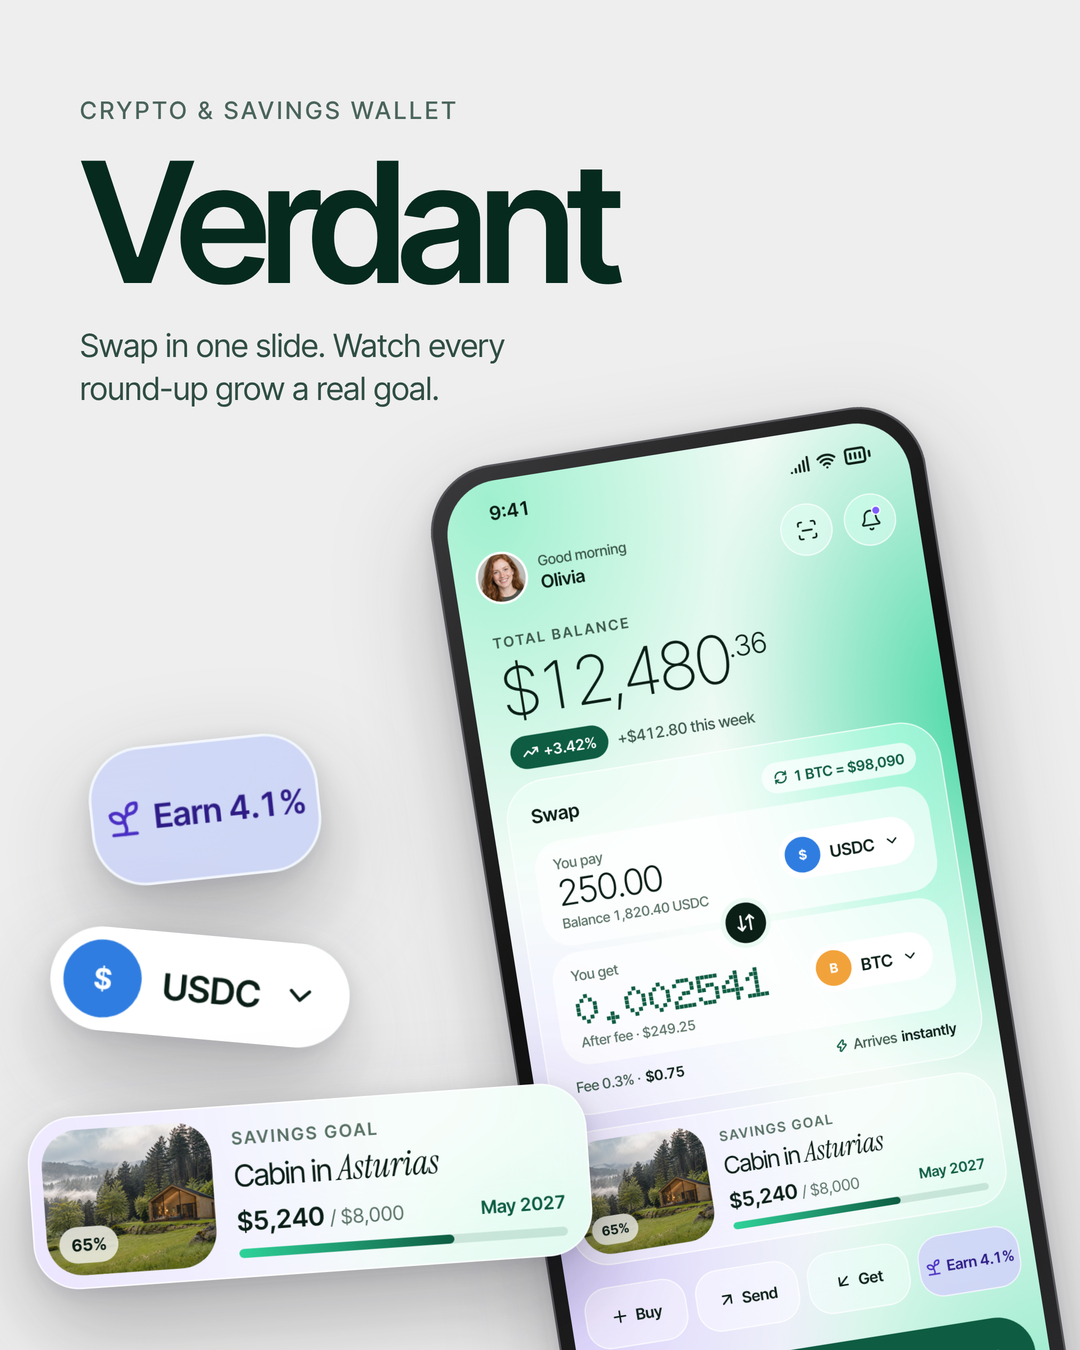 CRYPTO & SAVINGS WALLET
Verdant
Swap in one slide. Watch every
round-up grow a real goal.
9:41
Good morning
Olivia
TOTAL BALANCE
$12,480.36
+3.42% +$412.80 this week
1 BTC = $98,090
Swap
You pay
250.00
Balance 1,820.40 USDC
$ USDC
You get
0.002541
After fee · $249.25
B BTC
Fee 0.3% · $0.75
Arrives instantly
SAVINGS GOAL
Cabin in Asturias
$5,240 / $8,000
May 2027
65%
+ Buy
Send
Get
Earn 4.1%
Earn 4.1%
$ USDC
SAVINGS GOAL
Cabin in Asturias
$5,240 / $8,000
May 2027
65%